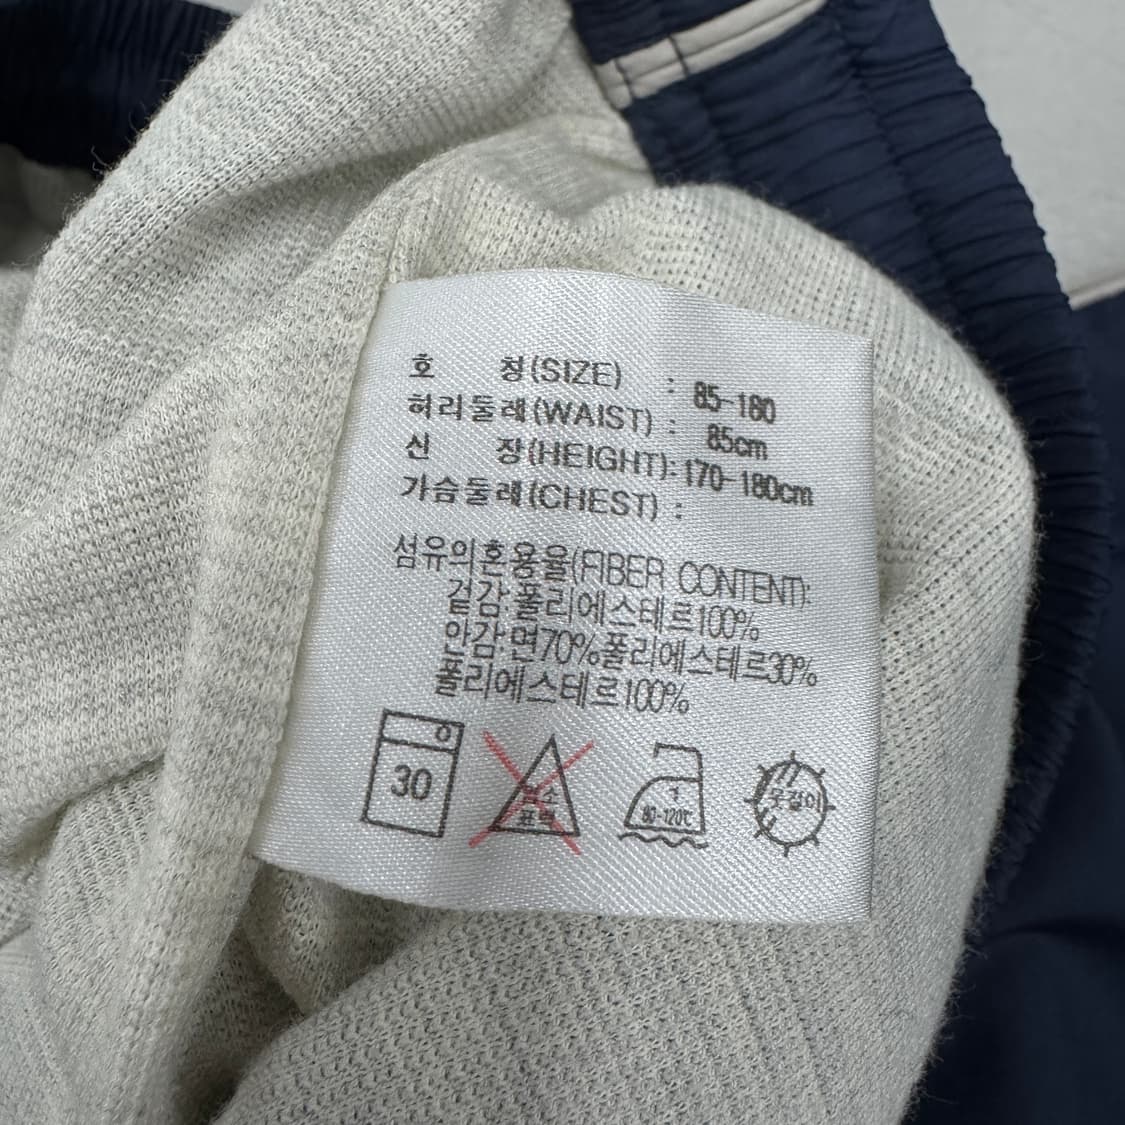 호 칭(SIZE) : 85-180
허리둘레(WAIST) : 85cm
신 장(HEIGHT):170-180cm
가슴둘레(CHEST) :
섬유의혼용율(FIBER CONTENT):
겉감:폴리에스테르100%
안감:면70%폴리에스테르30%
폴리에스테르100%
30
표백
80-120℃
옷걸이